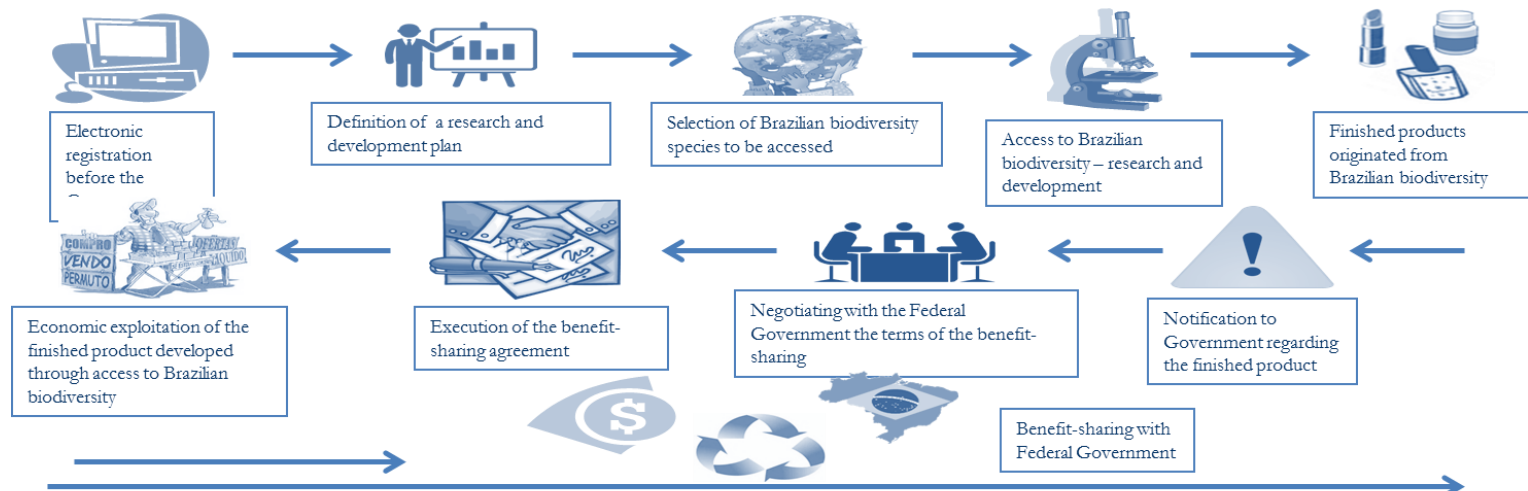 Electronic
registration
before the
Definition of a research and
development plan
Selection of Brazilian biodiversity
species to be accessed
Access to Brazilian
biodiversity – research and
development
Finished products
originated from
Brazilian biodiversity
COMPRO
VENDO
PERMUTO
OFERTAS
Economic exploitation of the
finished product developed
through access to Brazilian
biodiversity
Execution of the benefit-
sharing agreement
Negotiating with the Federal
Government the terms of the benefit-
sharing
Notification to
Government regarding
the finished product
$
Benefit-sharing with
Federal Government